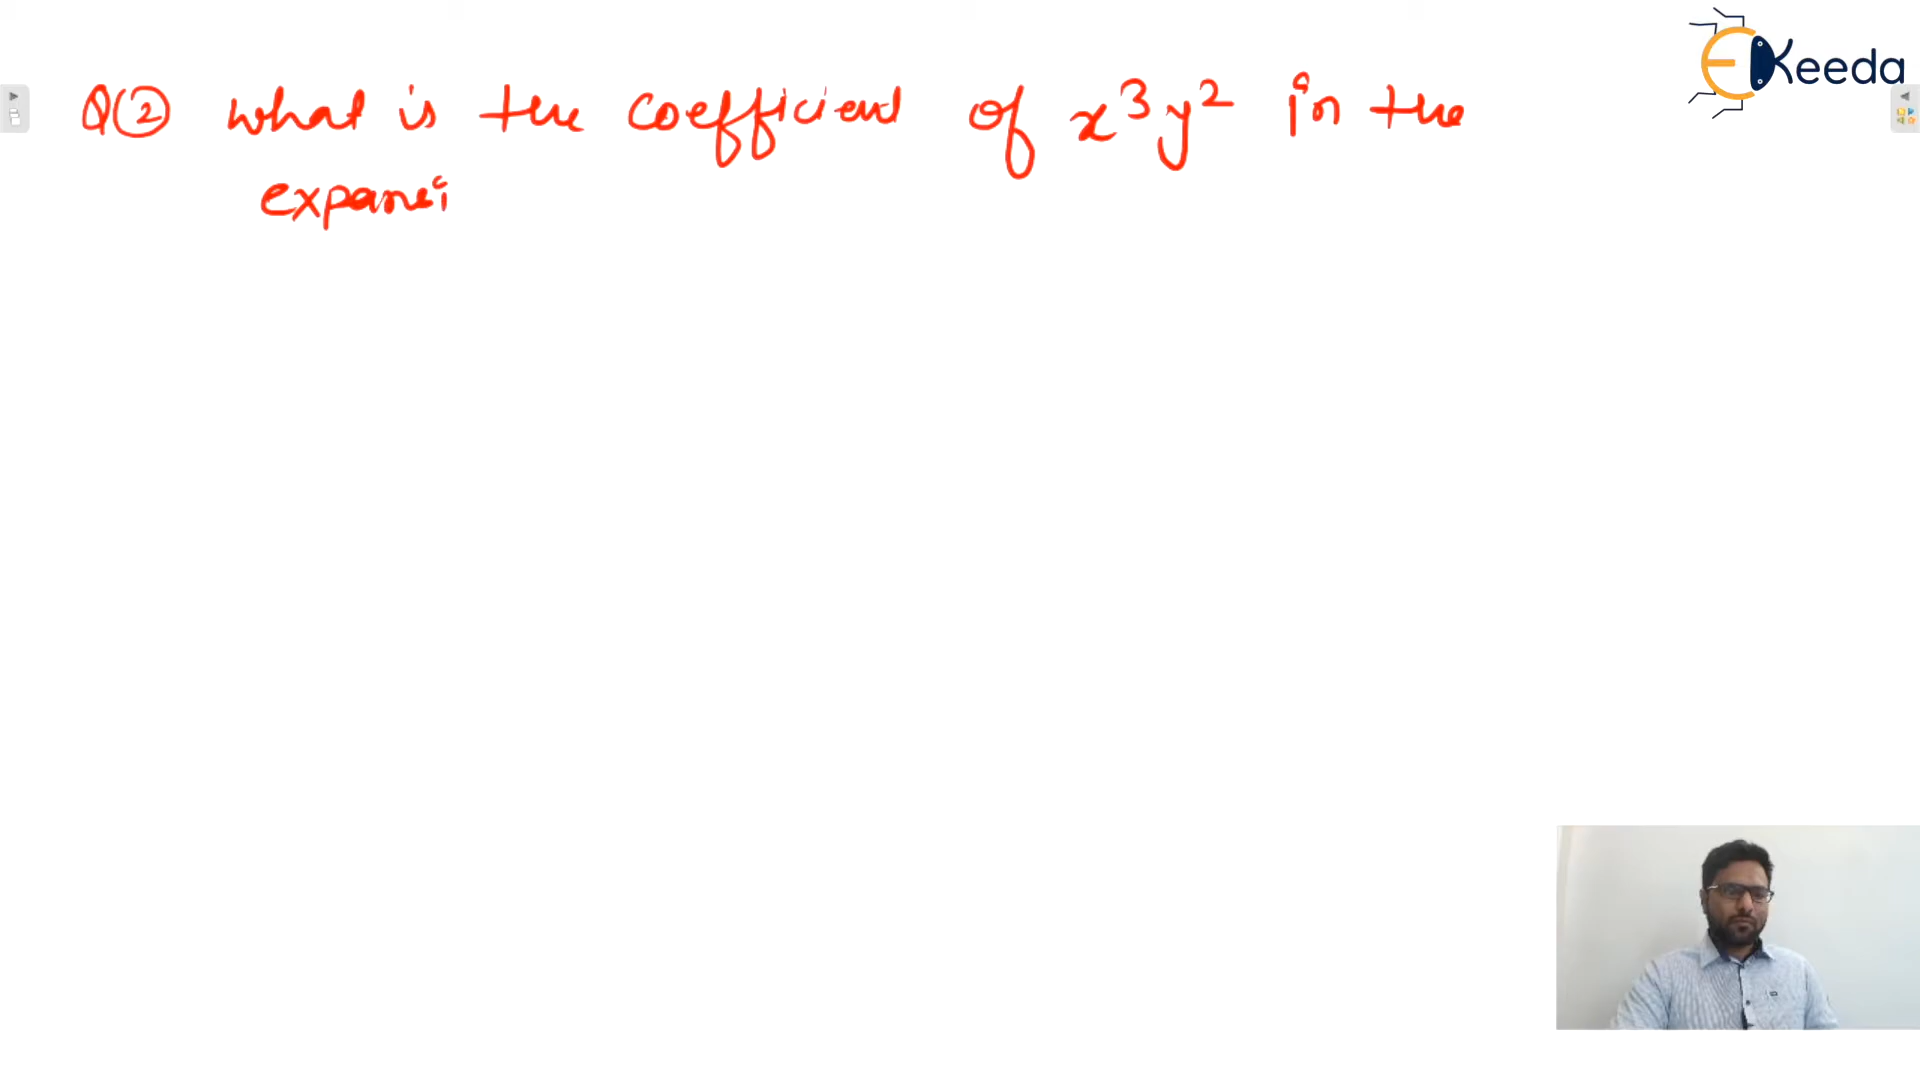 EKeeda
Q② what is the coefficient of x³y² in the
expansi